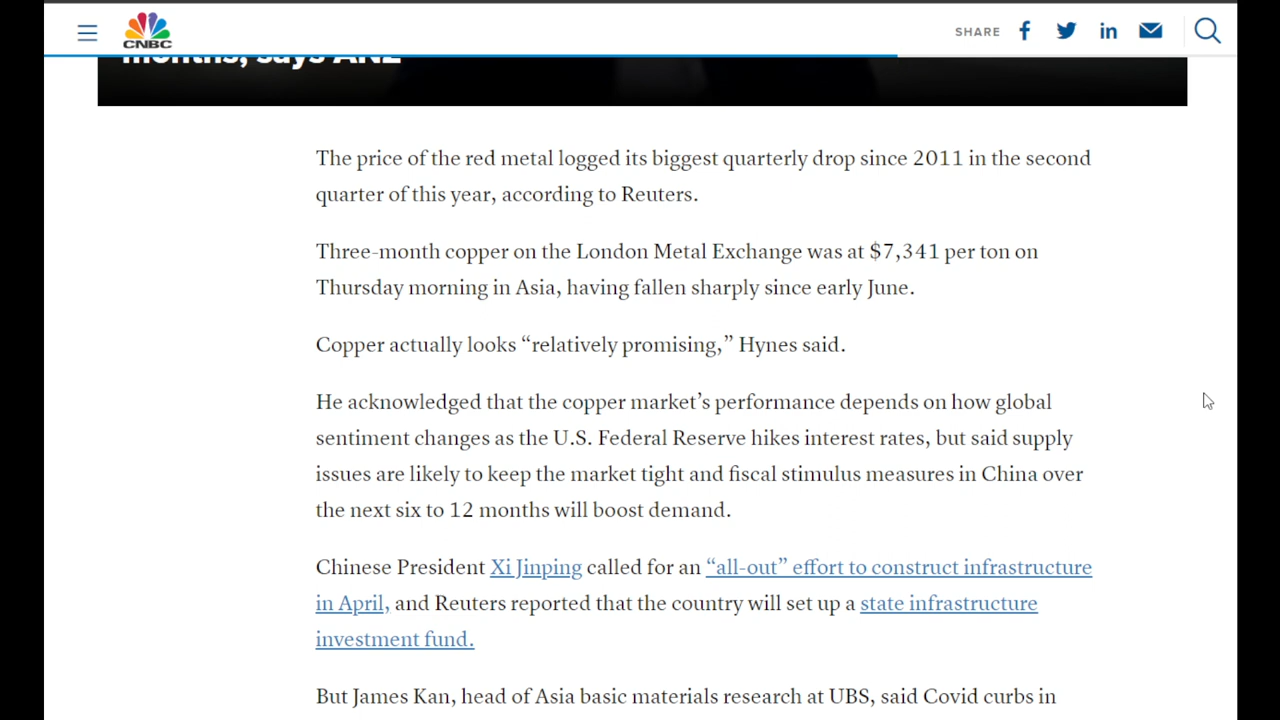 CNBC
SHARE
months, says ANZ
The price of the red metal logged its biggest quarterly drop since 2011 in the second
quarter of this year, according to Reuters.
Three-month copper on the London Metal Exchange was at $7,341 per ton on
Thursday morning in Asia, having fallen sharply since early June.
Copper actually looks “relatively promising,” Hynes said.
He acknowledged that the copper market’s performance depends on how global
sentiment changes as the U.S. Federal Reserve hikes interest rates, but said supply
issues are likely to keep the market tight and fiscal stimulus measures in China over
the next six to 12 months will boost demand.
Chinese President Xi Jinping called for an “all-out” effort to construct infrastructure
in April, and Reuters reported that the country will set up a state infrastructure
investment fund.
But James Kan, head of Asia basic materials research at UBS, said Covid curbs in